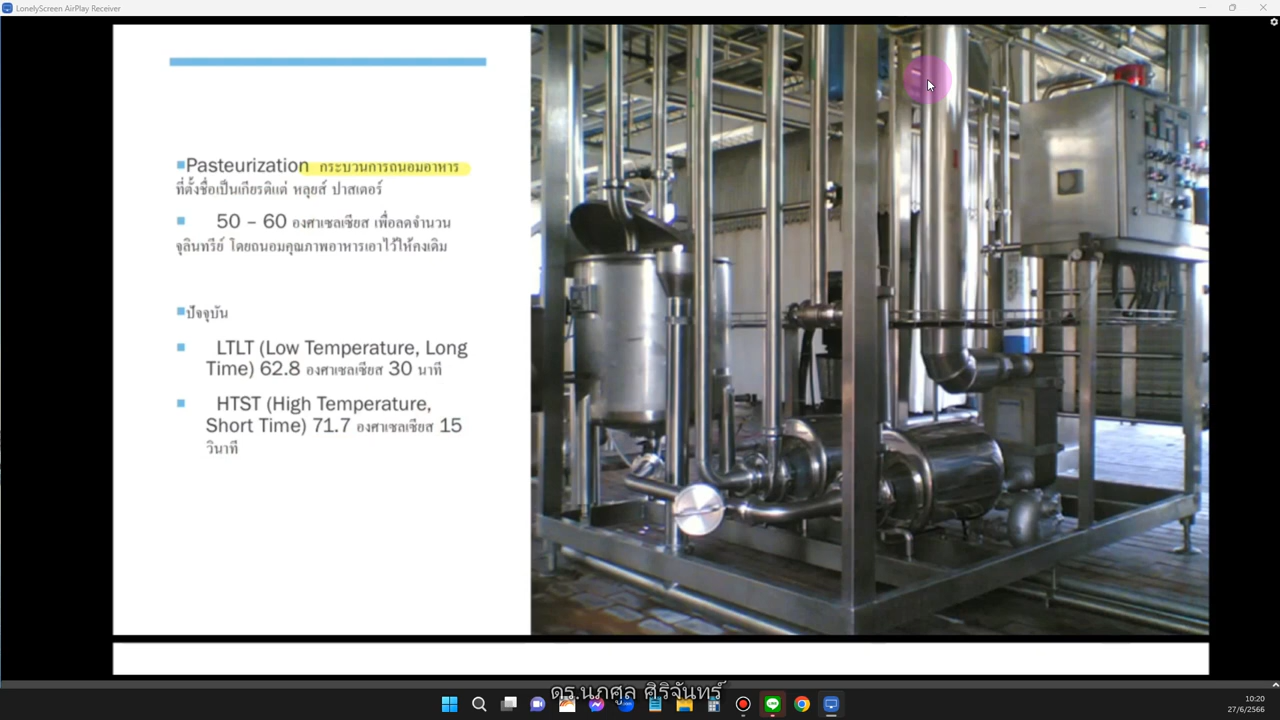 LonelyScreen AirPlay Receiver
Pasteurization กระบวนการถนอมอาหาร
ที่ตั้งชื่อเป็นเกียรติแด่ หลุยส์ ปาสเตอร์
50 – 60 องศาเซลเซียส เพื่อลดจำนวน
จุลินทรีย์ โดยถนอมคุณภาพอาหารเอาไว้ให้คงเดิม
ปัจจุบัน
LTLT (Low Temperature, Long
Time) 62.8 องศาเซลเซียส 30 นาที
HTST (High Temperature,
Short Time) 71.7 องศาเซลเซียส 15
วินาที
ดร.นภศูล ศิริจันทร์
10:20
27/6/2566